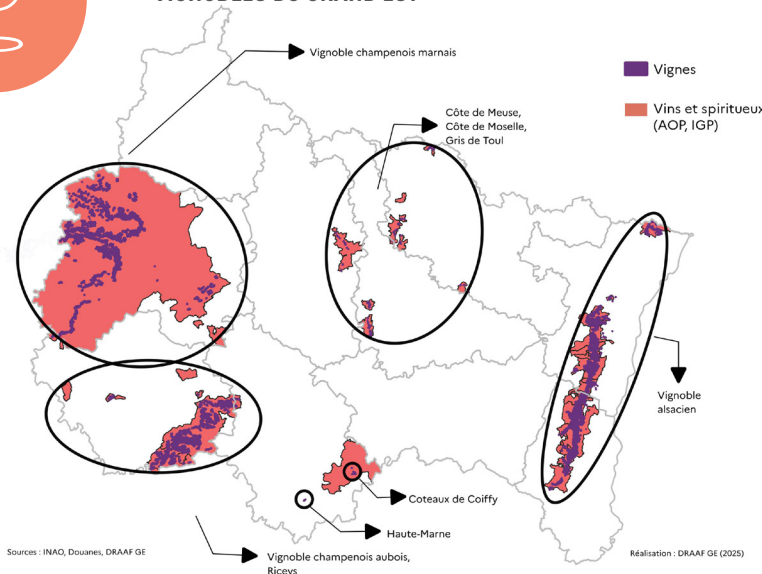 Vignoble champenois marnais
Vignes
Vins et spiritueux
(AOP, IGP)
Côte de Meuse,
Côte de Moselle,
Gris de Toul
Vignoble
alsacien
Coteaux de Coiffy
Haute-Marne
Vignoble champenois aubois,
Riceys
Sources : INAO, Douanes, DRAAF GE
Réalisation : DRAAF GE (2025)